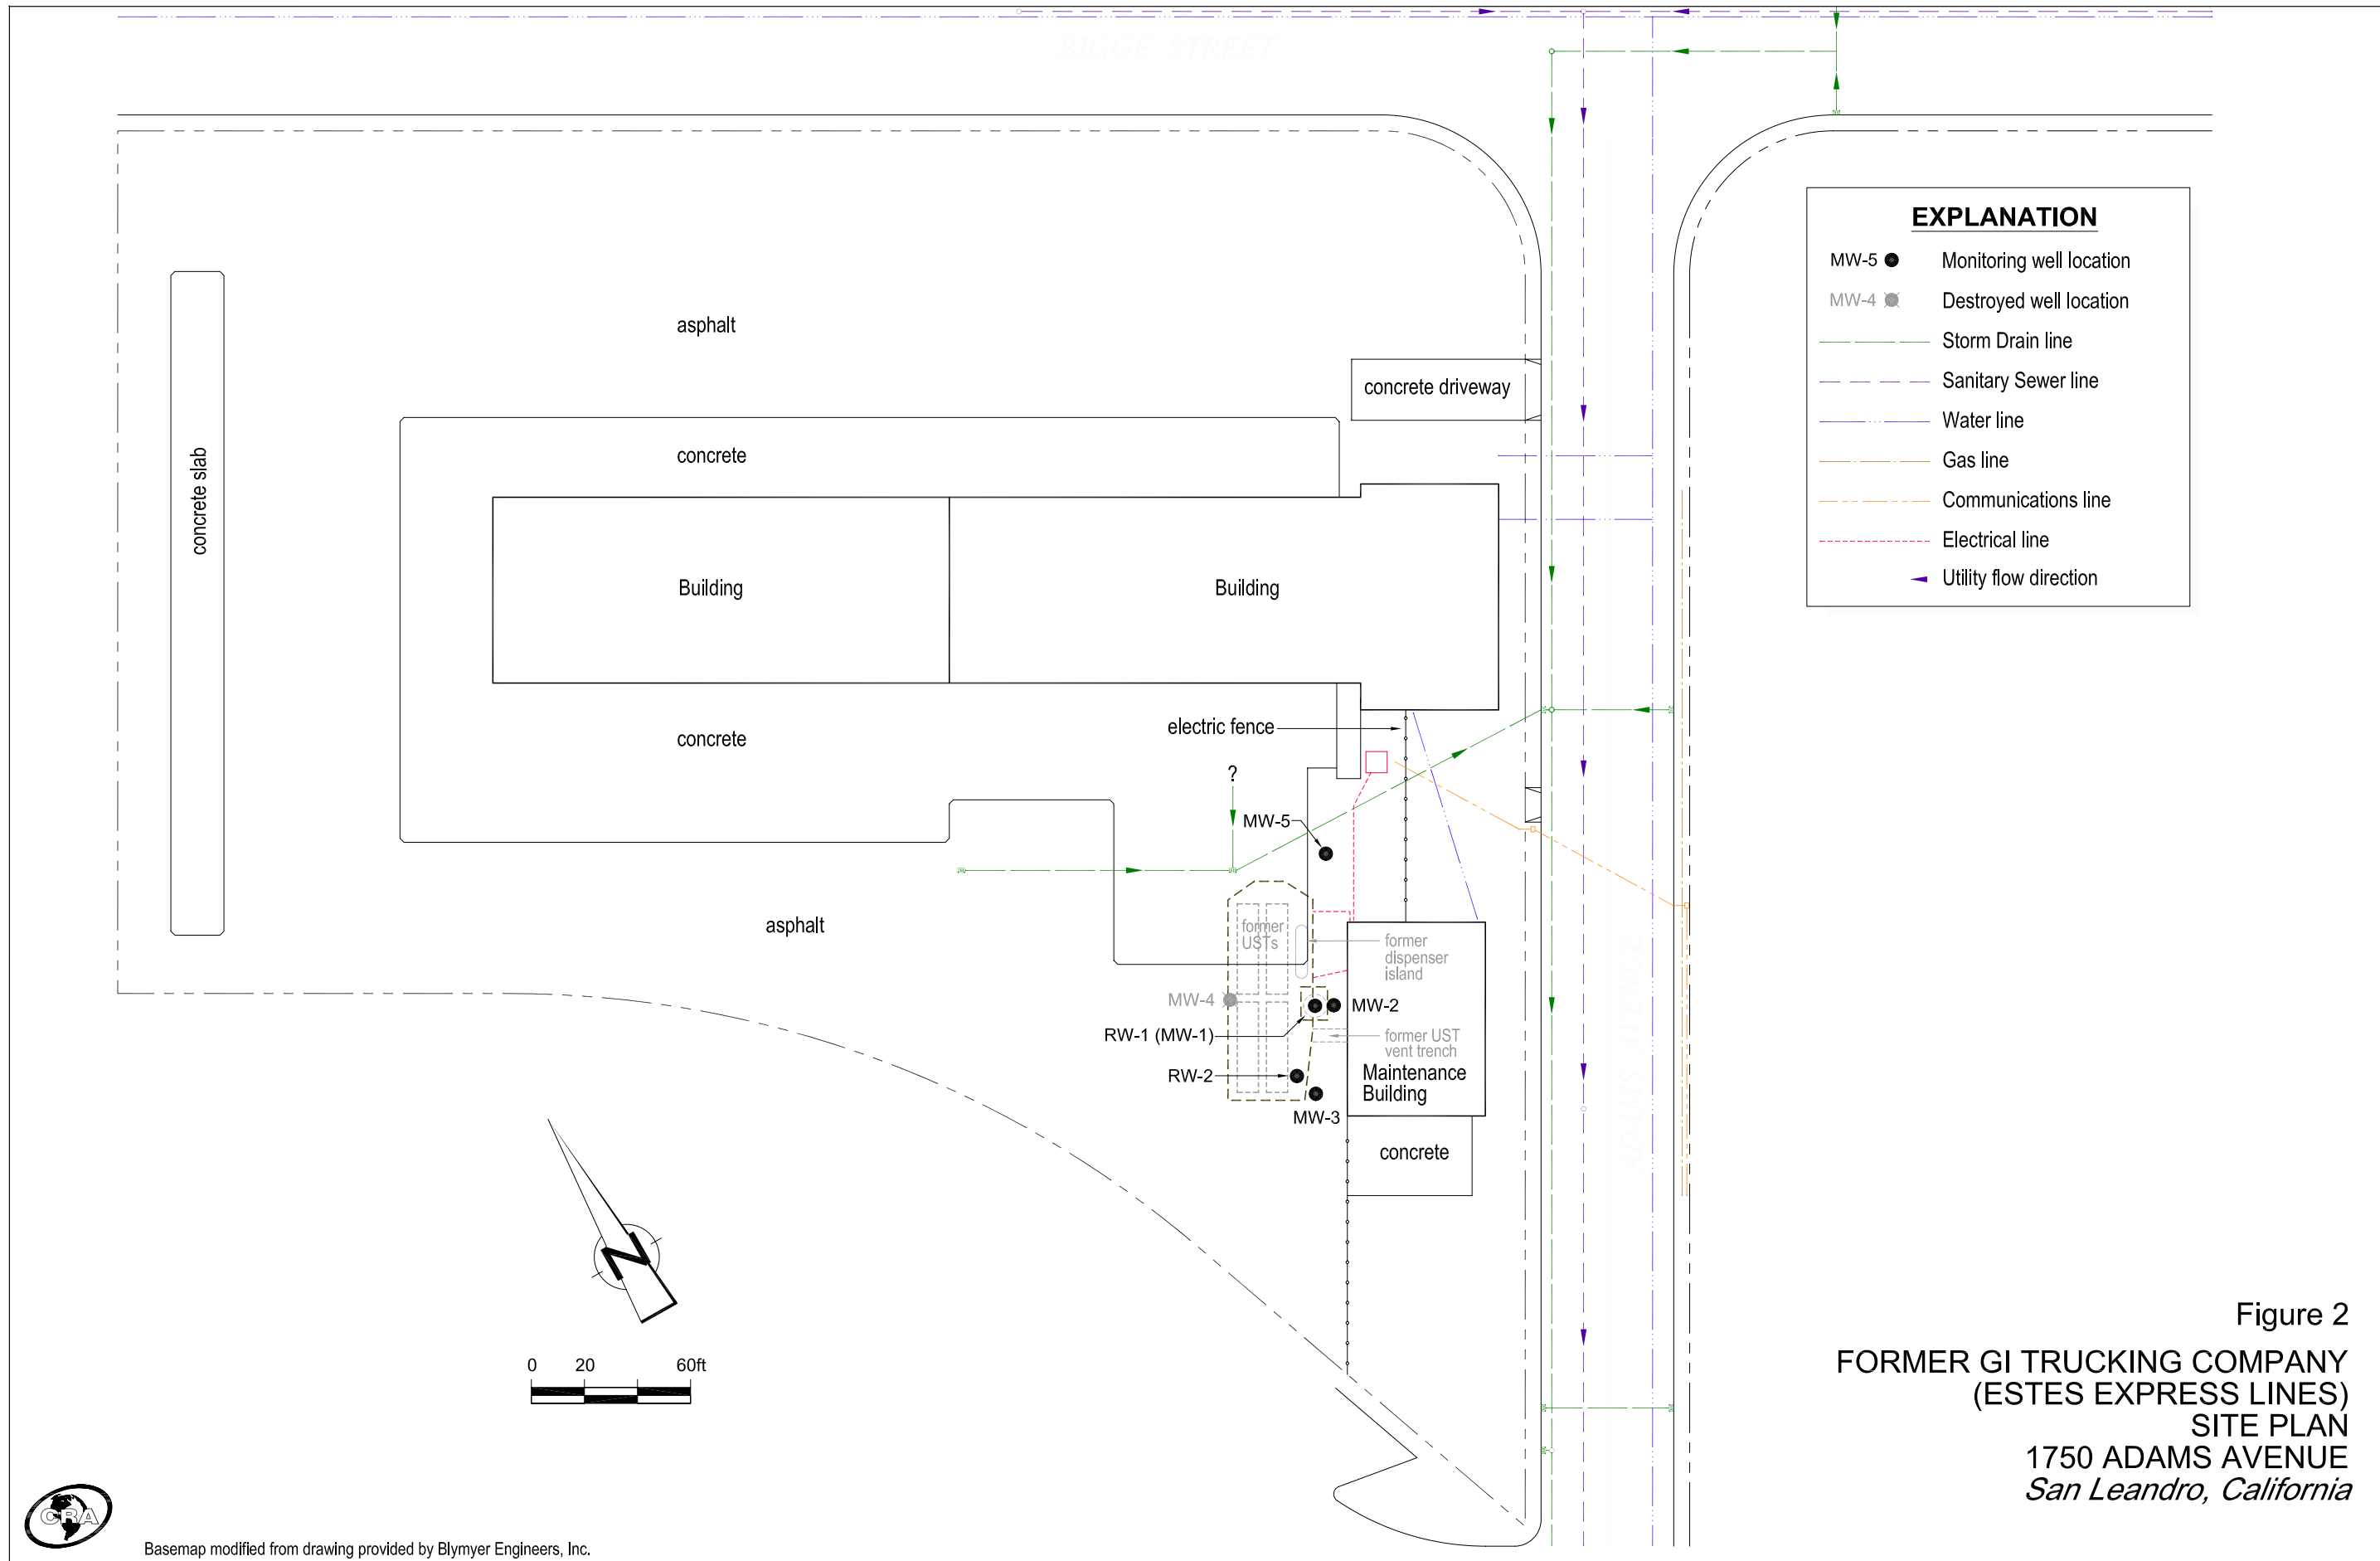 BIGGE STREET
EXPLANATION
MW-5 Monitoring well location
MW-4 Destroyed well location
Storm Drain line
Sanitary Sewer line
Water line
Gas line
Communications line
Electrical line
Utility flow direction
asphalt
concrete driveway
concrete slab
concrete
Building
Building
electric fence
concrete
?
MW-5
asphalt
former
USTs
former
dispenser
island
MW-4
MW-2
RW-1 (MW-1)
former UST
vent trench
RW-2
Maintenance
Building
MW-3
concrete
ADAMS AVENUE
N
0 20 60ft
Figure 2
FORMER GI TRUCKING COMPANY
(ESTES EXPRESS LINES)
SITE PLAN
1750 ADAMS AVENUE
San Leandro, California
CRA
Basemap modified from drawing provided by Blymyer Engineers, Inc.